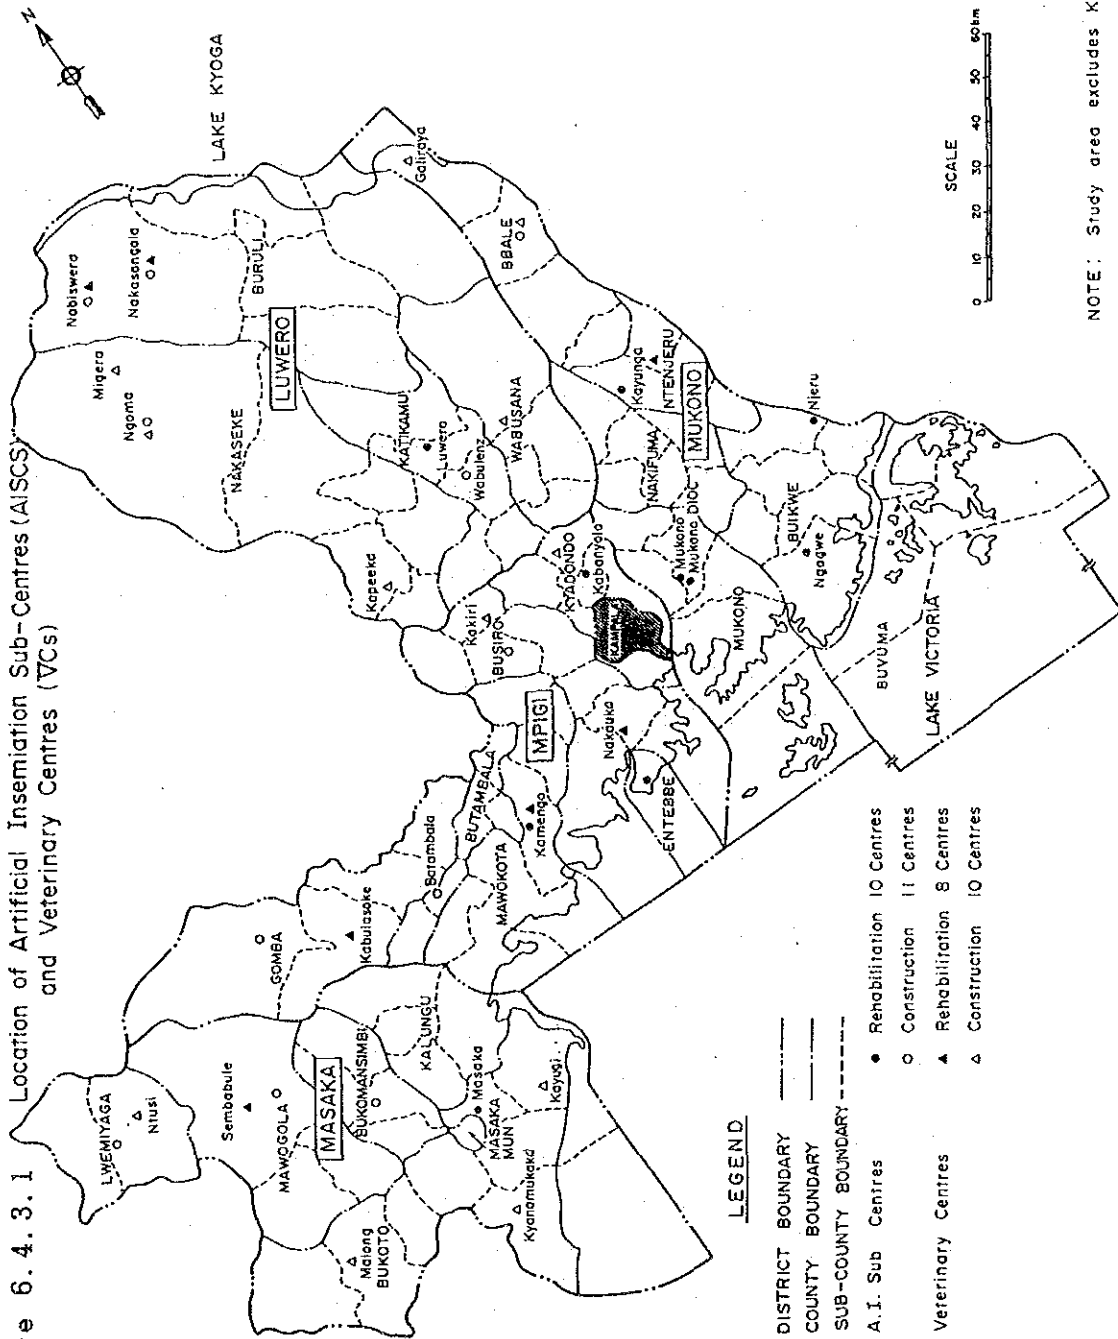 e 6.4.3.1 Location of Artificial Insemiation Sub-Centres (AISCS)
and Veterinary Centres (VCs)
N
LAKE KYOGA
Nabiswera
Nakasongola
Migera
Ngoma
BURULI
LUWERO
NAKASEKE
Galiraya
BBALE
KATIKAMU
Luwero
Wabulenz
WABUSANA
Kapeeka
Kayunga
NTENJERU
MUKONO
NAKIFUMA
Njeru
Kakiri
BUSIRO
KYADONDO
Kabanyolo
KAMPALA
Mukono
Mukono DIOC
BUIKWE
Ngogwe
MUKONO
BUVUMA
LAKE VICTORIA
MPIGI
Nakauka
ENTEBBE
BUTAMBALA
Batambala
Kamengo
MAWOKOTA
GOMBA
Kabulasoke
LWEMIYAGA
Ntusi
Sembabule
MAWOGOLA
MASAKA
BUKOMANSIMBI
KALUNGU
Masaka
MASAKA
MUN
Kayugi
Kyanamukaka
Malong
BUKOTO
SCALE
0 10 20 30 40 50 60km
NOTE : Study area excludes K
LEGEND
DISTRICT BOUNDARY
COUNTY BOUNDARY
SUB-COUNTY BOUNDARY
A.I. Sub Centres
● Rehabilitation 10 Centres
○ Construction 11 Centres
Veterinary Centres
▲ Rehabilitation 8 Centres
△ Construction 10 Centres